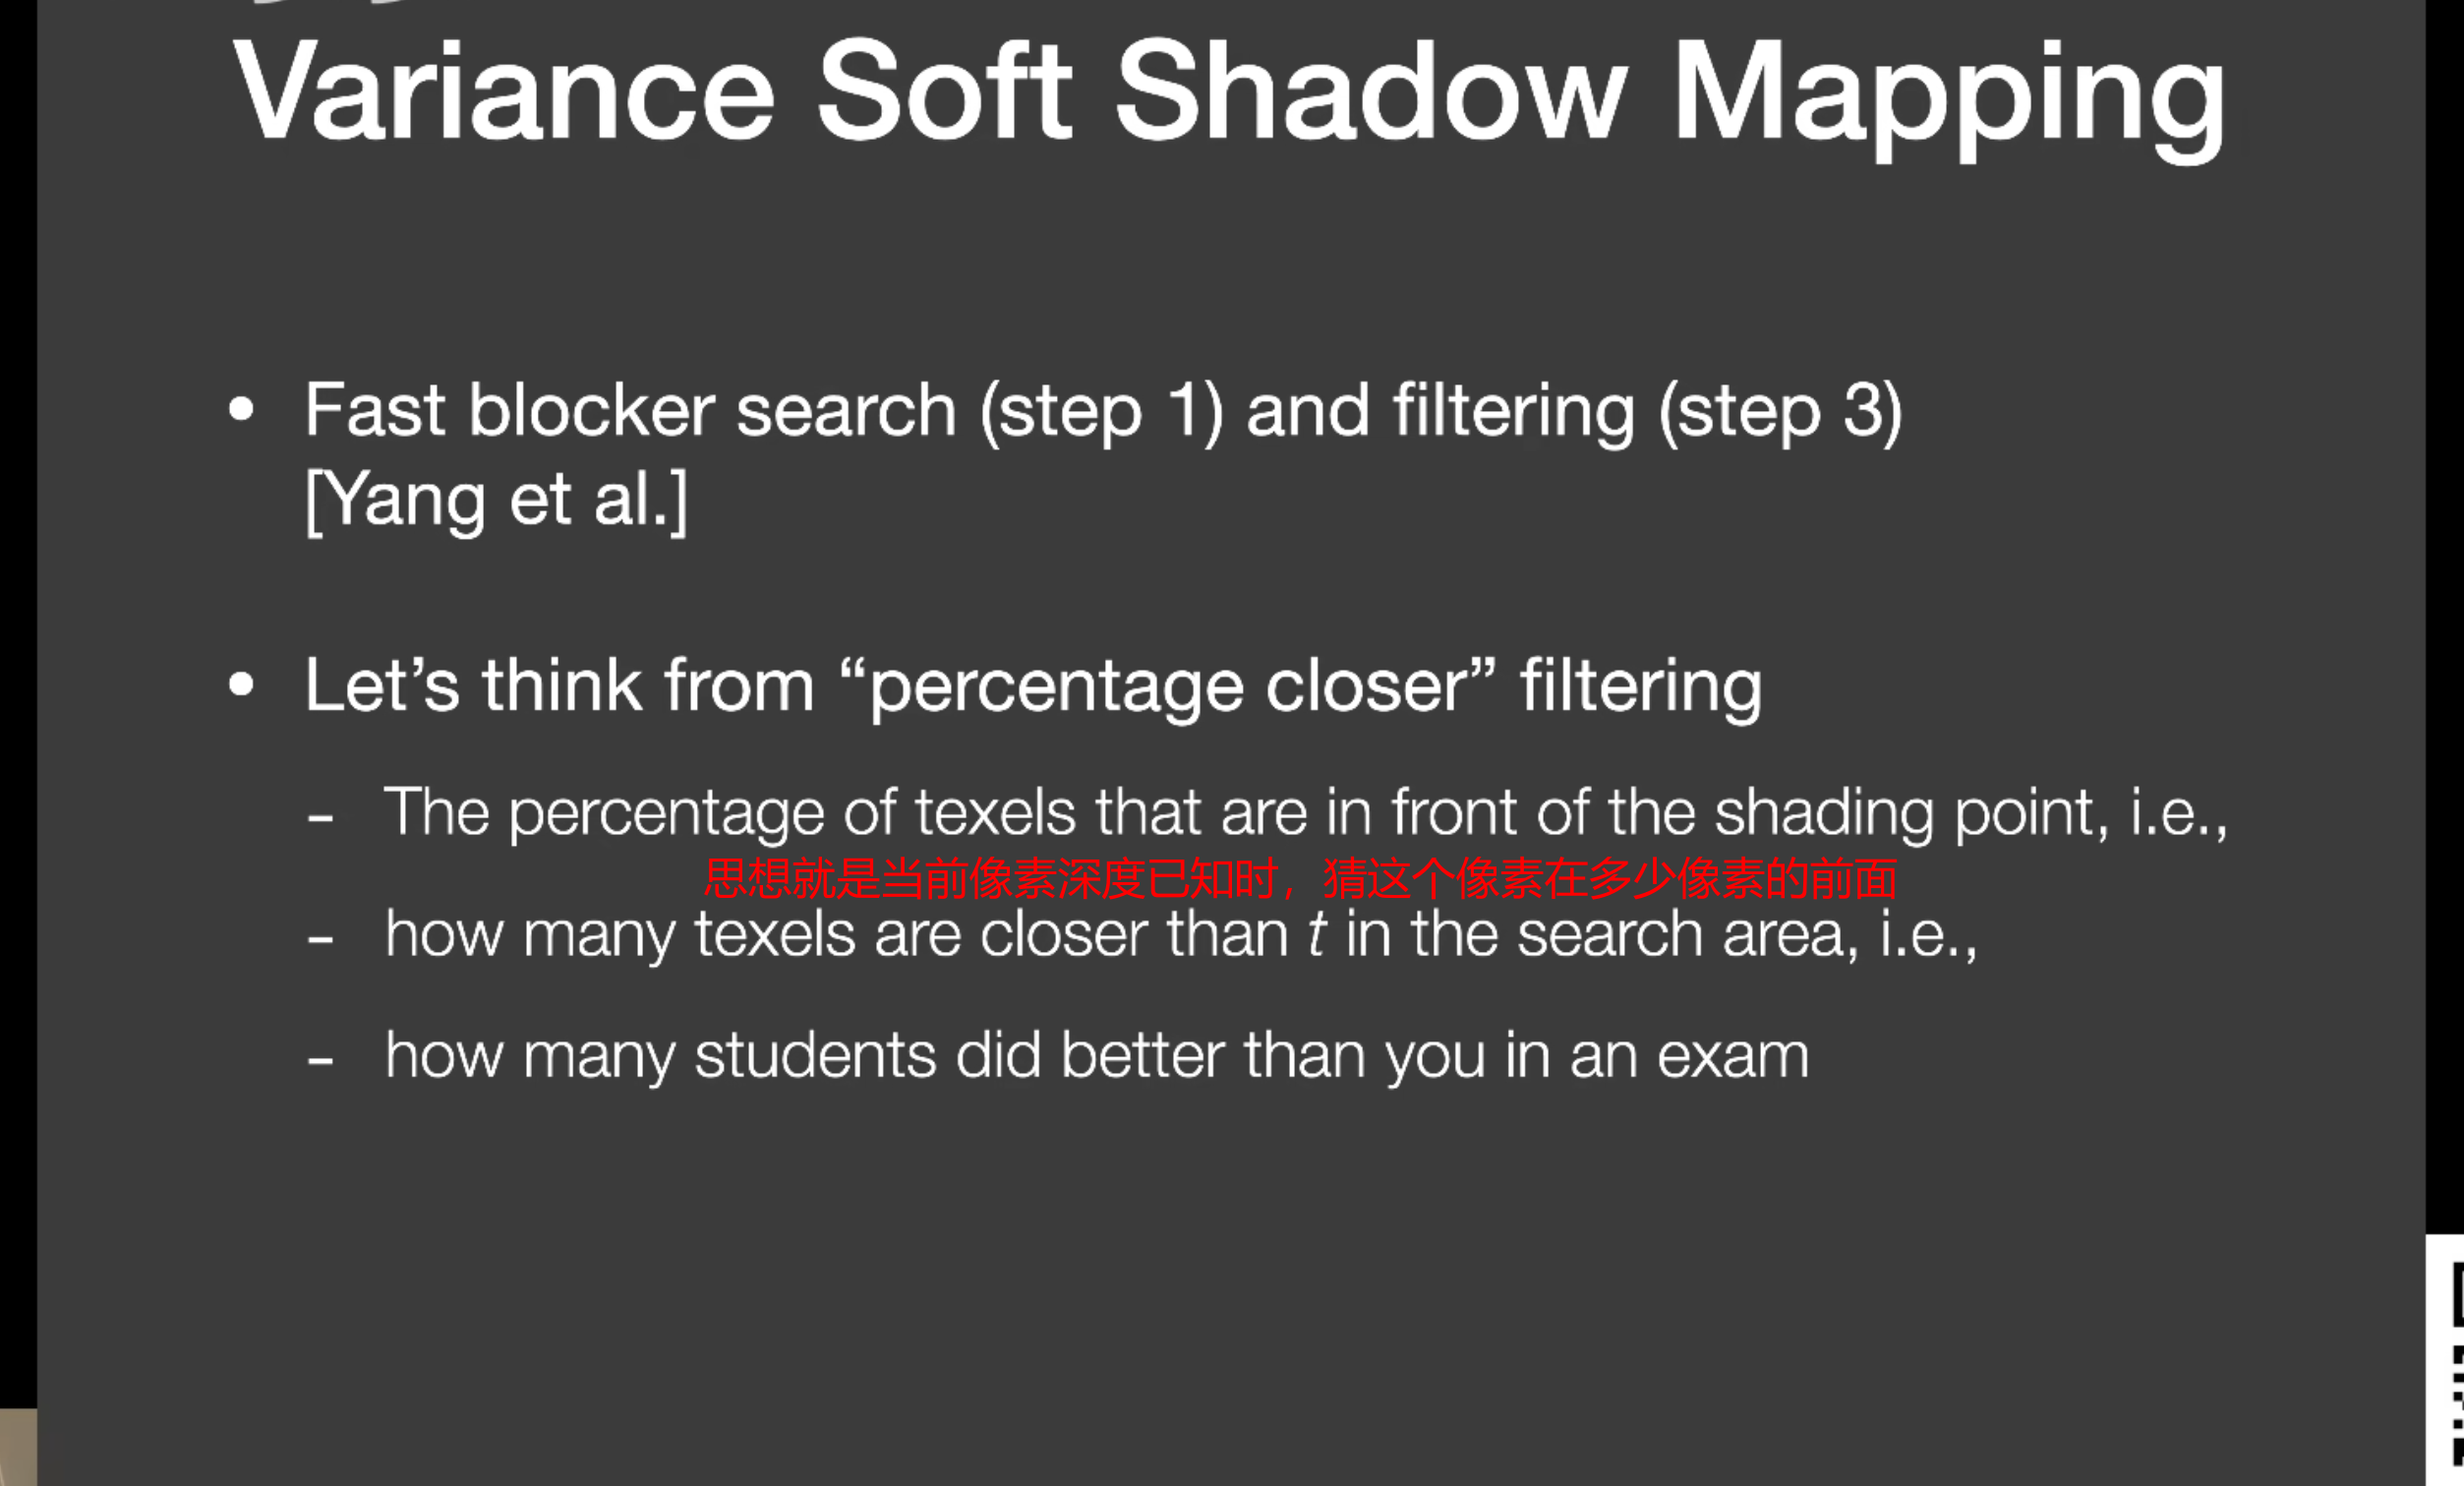 Variance Soft Shadow Mapping
• Fast blocker search (step 1) and filtering (step 3)
[Yang et al.]
• Let’s think from “percentage closer” filtering
- The percentage of texels that are in front of the shading point, i.e.,
思想就是当前像素深度已知时，猜这个像素在多少像素的前面
- how many texels are closer than t in the search area, i.e.,
- how many students did better than you in an exam